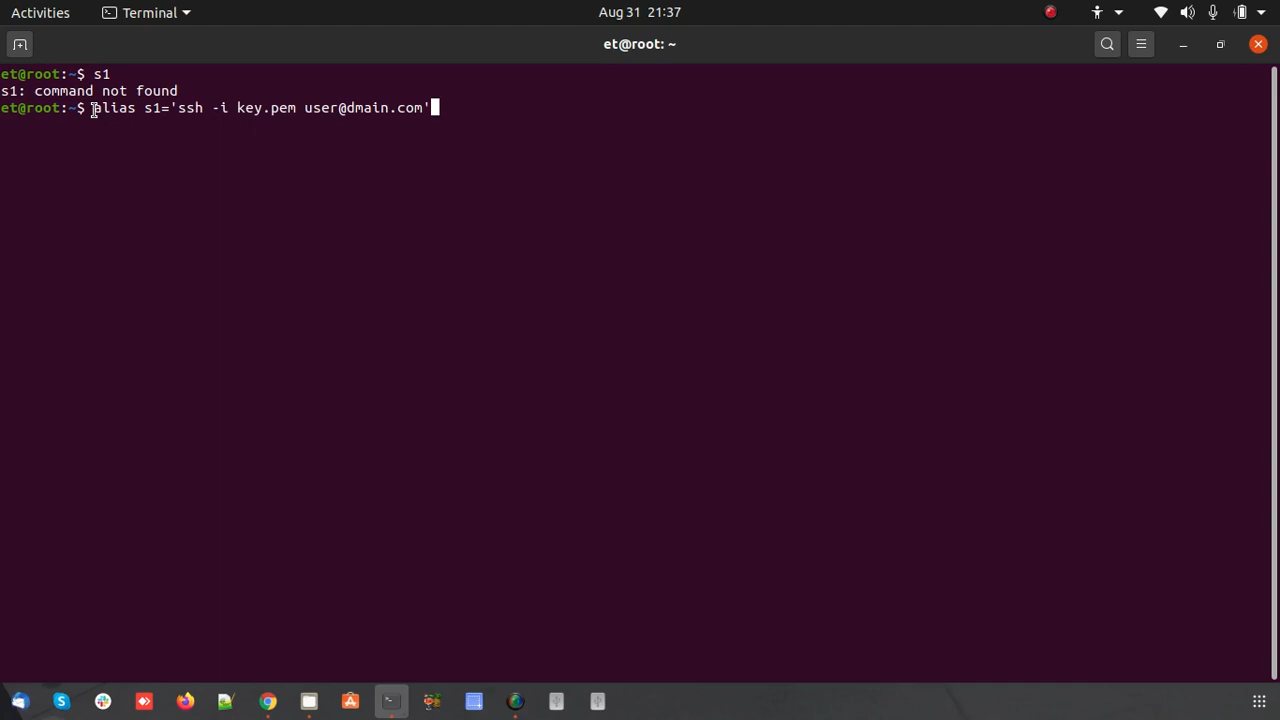 Activities
Terminal
Aug 31 21:37
et@root: ~
et@root:~$ s1
s1: command not found
et@root:~$ alias s1='ssh -i key.pem user@dmain.com'